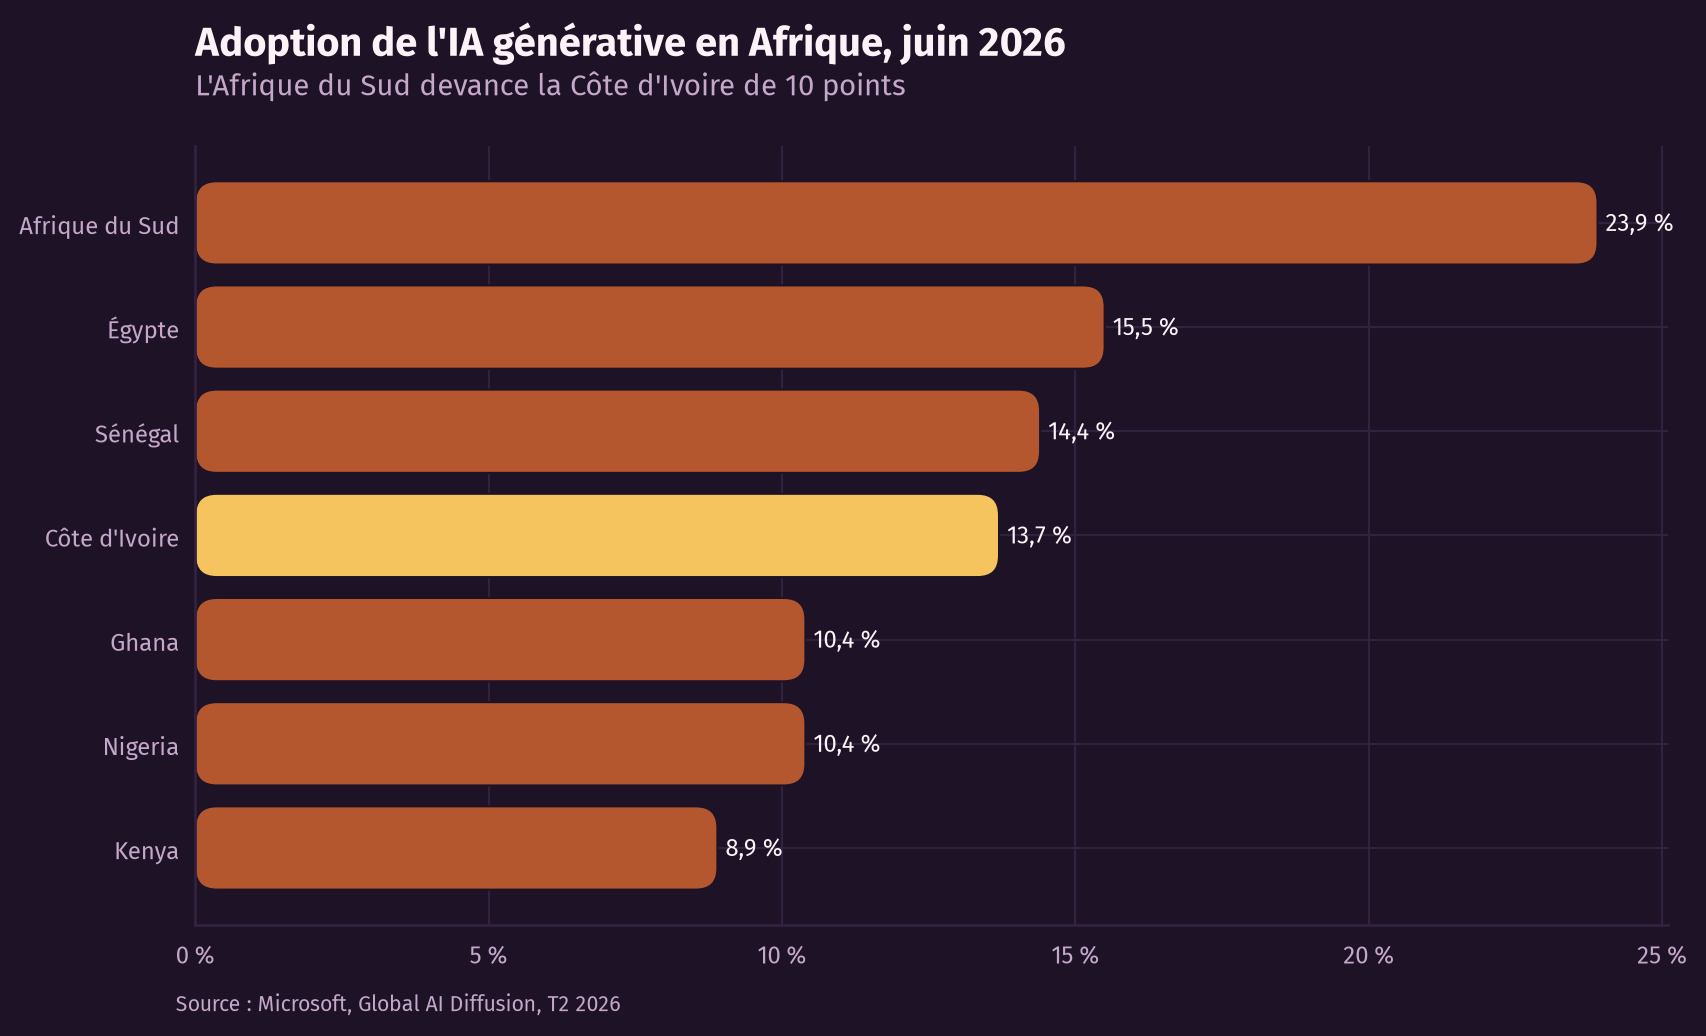 Adoption de l'IA générative en Afrique, juin 2026
L'Afrique du Sud devance la Côte d'Ivoire de 10 points
Afrique du Sud 23,9 %
Égypte 15,5 %
Sénégal 14,4 %
Côte d'Ivoire 13,7 %
Ghana 10,4 %
Nigeria 10,4 %
Kenya 8,9 %
0 % 5 % 10 % 15 % 20 % 25 %
Source : Microsoft, Global AI Diffusion, T2 2026